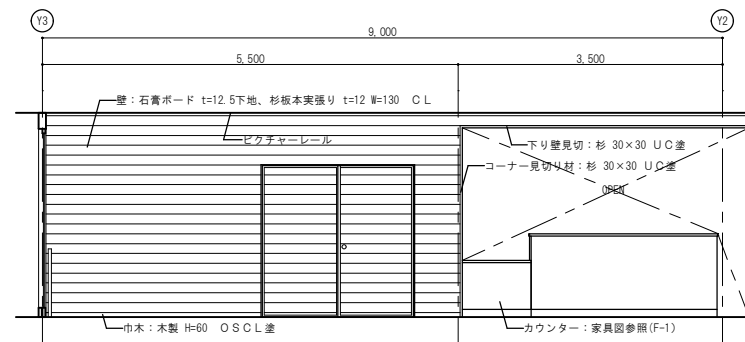 Y3
Y2
9,000
5,500
3,500
壁：石膏ボード t=12.5下地、杉板本実張り t=12 W=130 ＣＬ
ピクチャーレール
下り壁見切：杉 30×30 ＵＣ塗
コーナー見切り材：杉 30×30 ＵＣ塗
OPEN
巾木：木製 H=60 ＯＳＣＬ塗
カウンター：家具図参照(F-1)